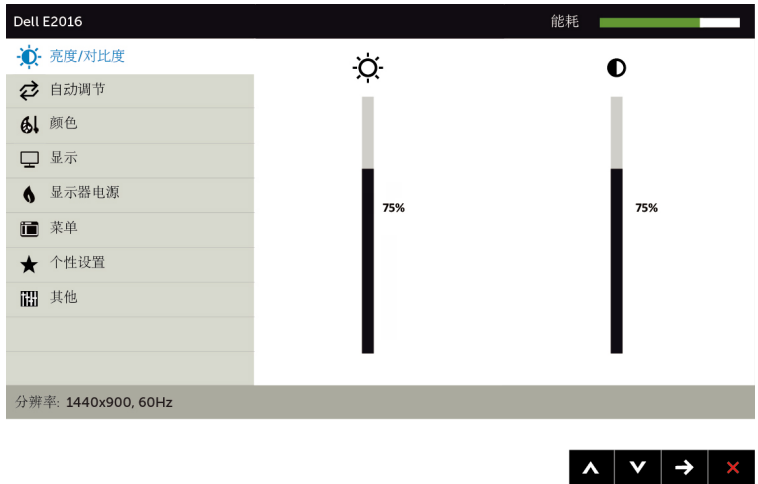 Dell E2016 能耗
亮度/对比度
自动调节
颜色
显示
显示器电源
菜单
个性设置
其他
75% 75%
分辨率: 1440x900, 60Hz